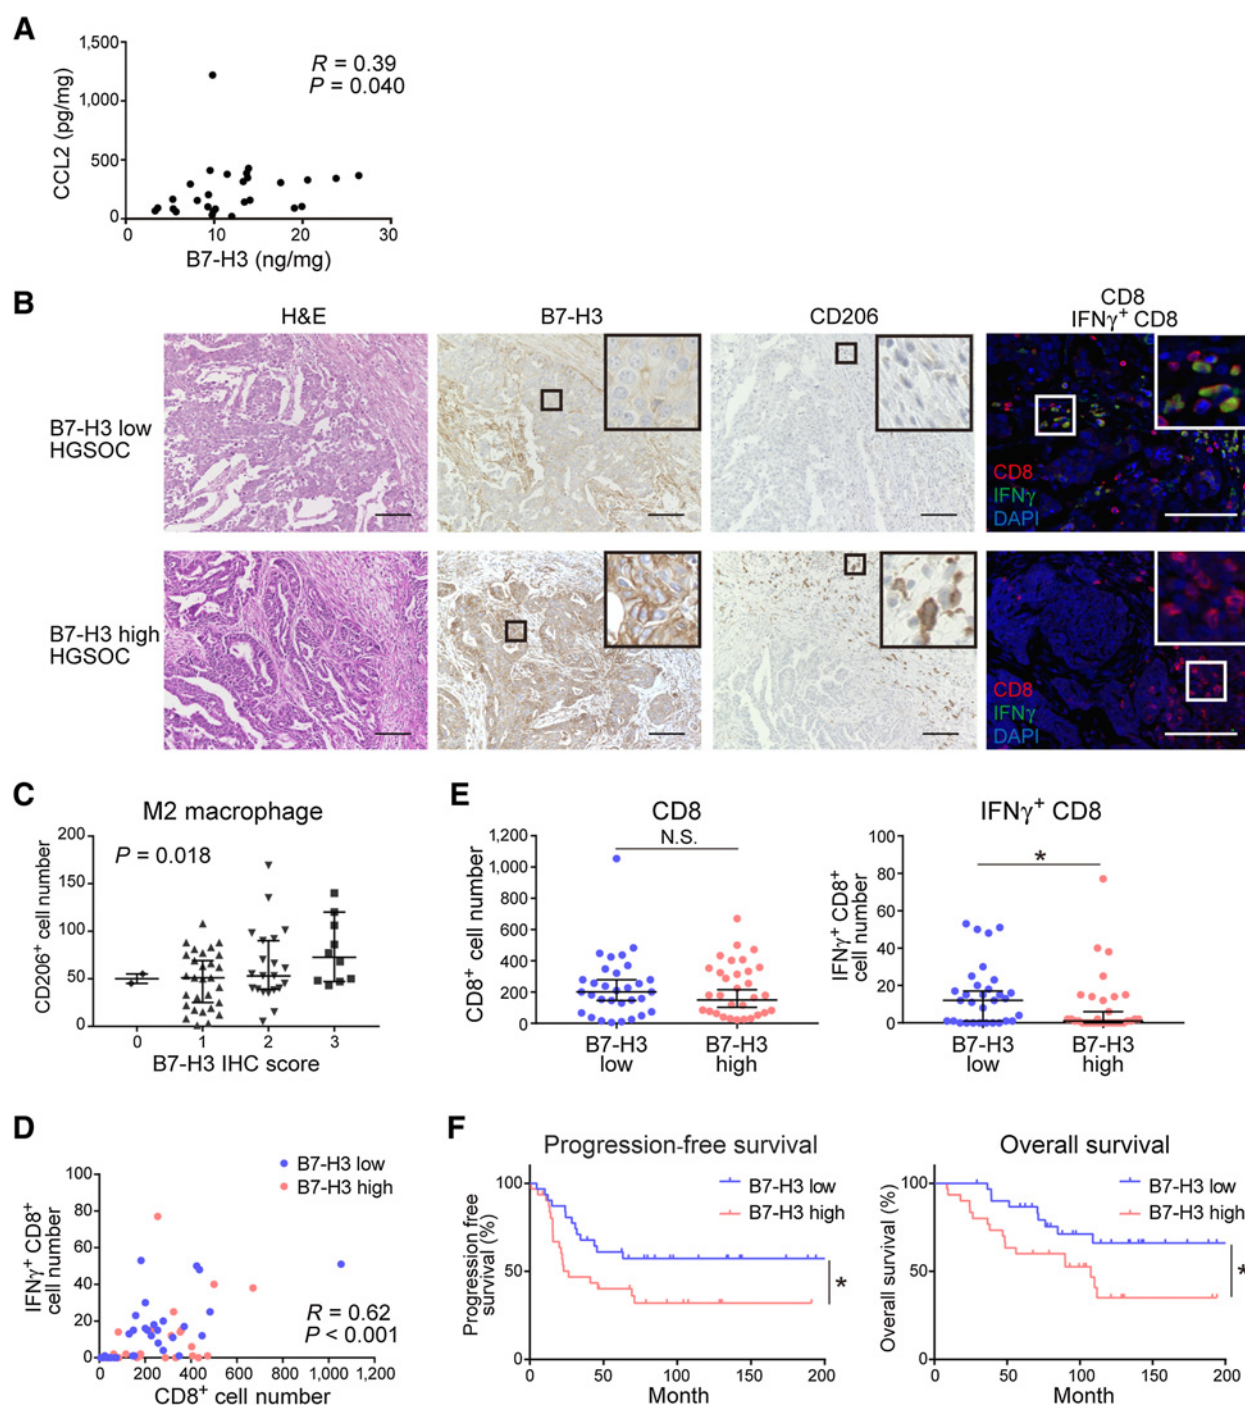 A
CCL2 (pg/mg)
1,500
1,000
500
0
R = 0.39
P = 0.040
0 10 20 30
B7-H3 (ng/mg)
B
H&E B7-H3 CD206 CD8
IFNγ+ CD8
B7-H3 low
HGSOC
CD8
IFNγ
DAPI
B7-H3 high
HGSOC
CD8
IFNγ
DAPI
C
M2 macrophage
CD206+ cell number
200
150
100
50
0
P = 0.018
0 1 2 3
B7-H3 IHC score
E
CD8
N.S.
CD8+ cell number
1,200
1,000
800
600
400
200
0
B7-H3 low
B7-H3 high
IFNγ+ CD8
*
IFNγ+ CD8+
cell number
100
80
60
40
20
0
B7-H3 low
B7-H3 high
D
B7-H3 low
B7-H3 high
IFNγ+ CD8+
cell number
100
80
60
40
20
0
R = 0.62
P < 0.001
0 200 400 600 800 1,000 1,200
CD8+ cell number
F
Progression-free survival
B7-H3 low
B7-H3 high
Progression free
survival (%)
100
50
0
*
0 50 100 150 200
Month
Overall survival
B7-H3 low
B7-H3 high
Overall survival (%)
100
50
0
*
0 50 100 150 200
Month